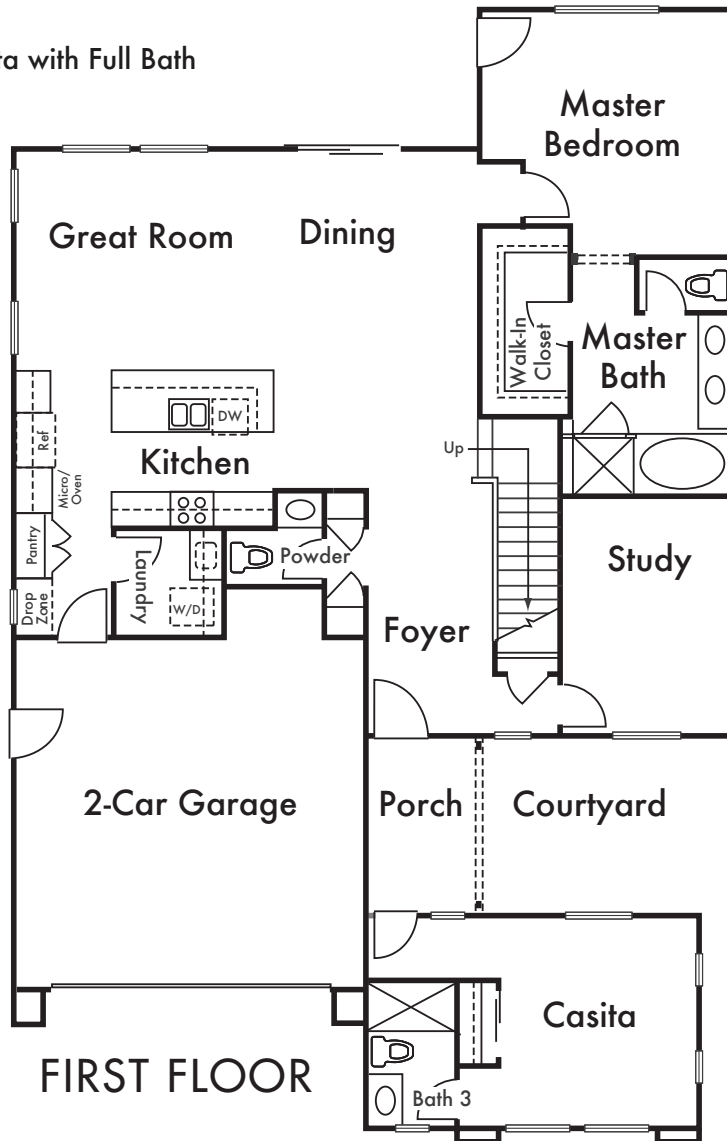 ta with Full Bath
Master
Bedroom
Great Room
Dining
Walk-In
Closet
Master
Bath
DW
Ref
Up
Kitchen
Micro/
Oven
Pantry
Laundry
Powder
Study
W/D
Drop
Zone
Foyer
2-Car Garage
Porch
Courtyard
Casita
FIRST FLOOR
Bath 3